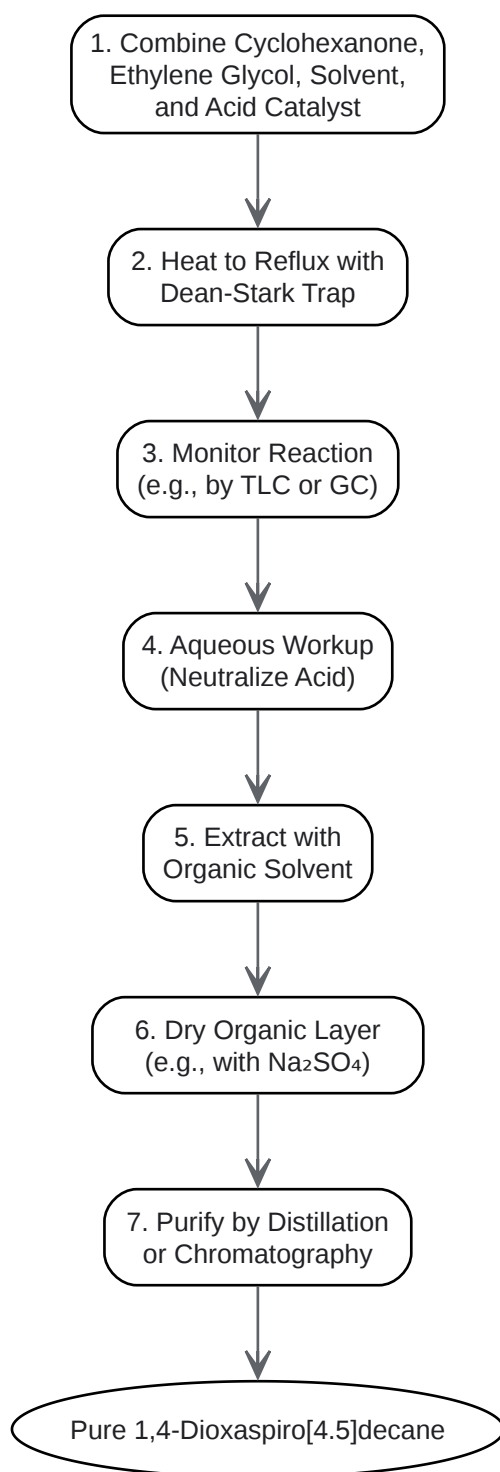 1. Combine Cyclohexanone,
Ethylene Glycol, Solvent,
and Acid Catalyst
2. Heat to Reflux with
Dean-Stark Trap
3. Monitor Reaction
(e.g., by TLC or GC)
4. Aqueous Workup
(Neutralize Acid)
5. Extract with
Organic Solvent
6. Dry Organic Layer
(e.g., with Na₂SO₄)
7. Purify by Distillation
or Chromatography
Pure 1,4-Dioxaspiro[4.5]decane